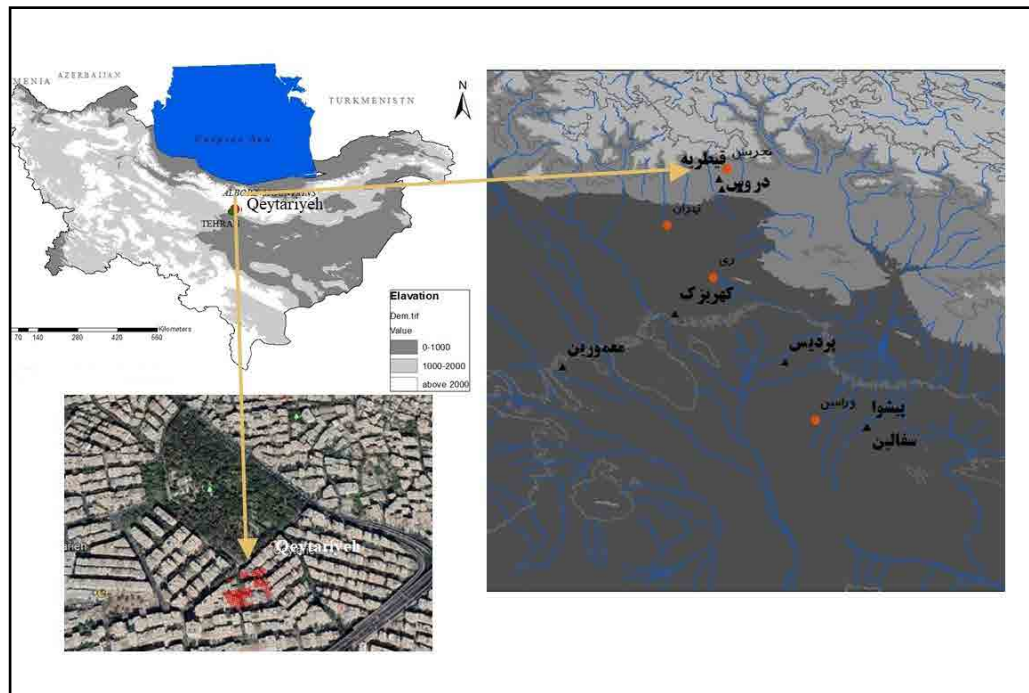 MENIA
AZERBAIJAN
TURKMENISTN
N
Caspian Sea
ALBORZ MOUNTAINS
Qeytariyeh
TEHRAN
Kilometers
70 140 280 420 560
Elavation
Dem.tif
Value
0-1000
1000-2000
above 2000
Qeytariyeh
تجریش
قیطریه
دروس
تهران
ری
کهریزک
معمورین
پردیس
ورامین
پیشوا
سفالین